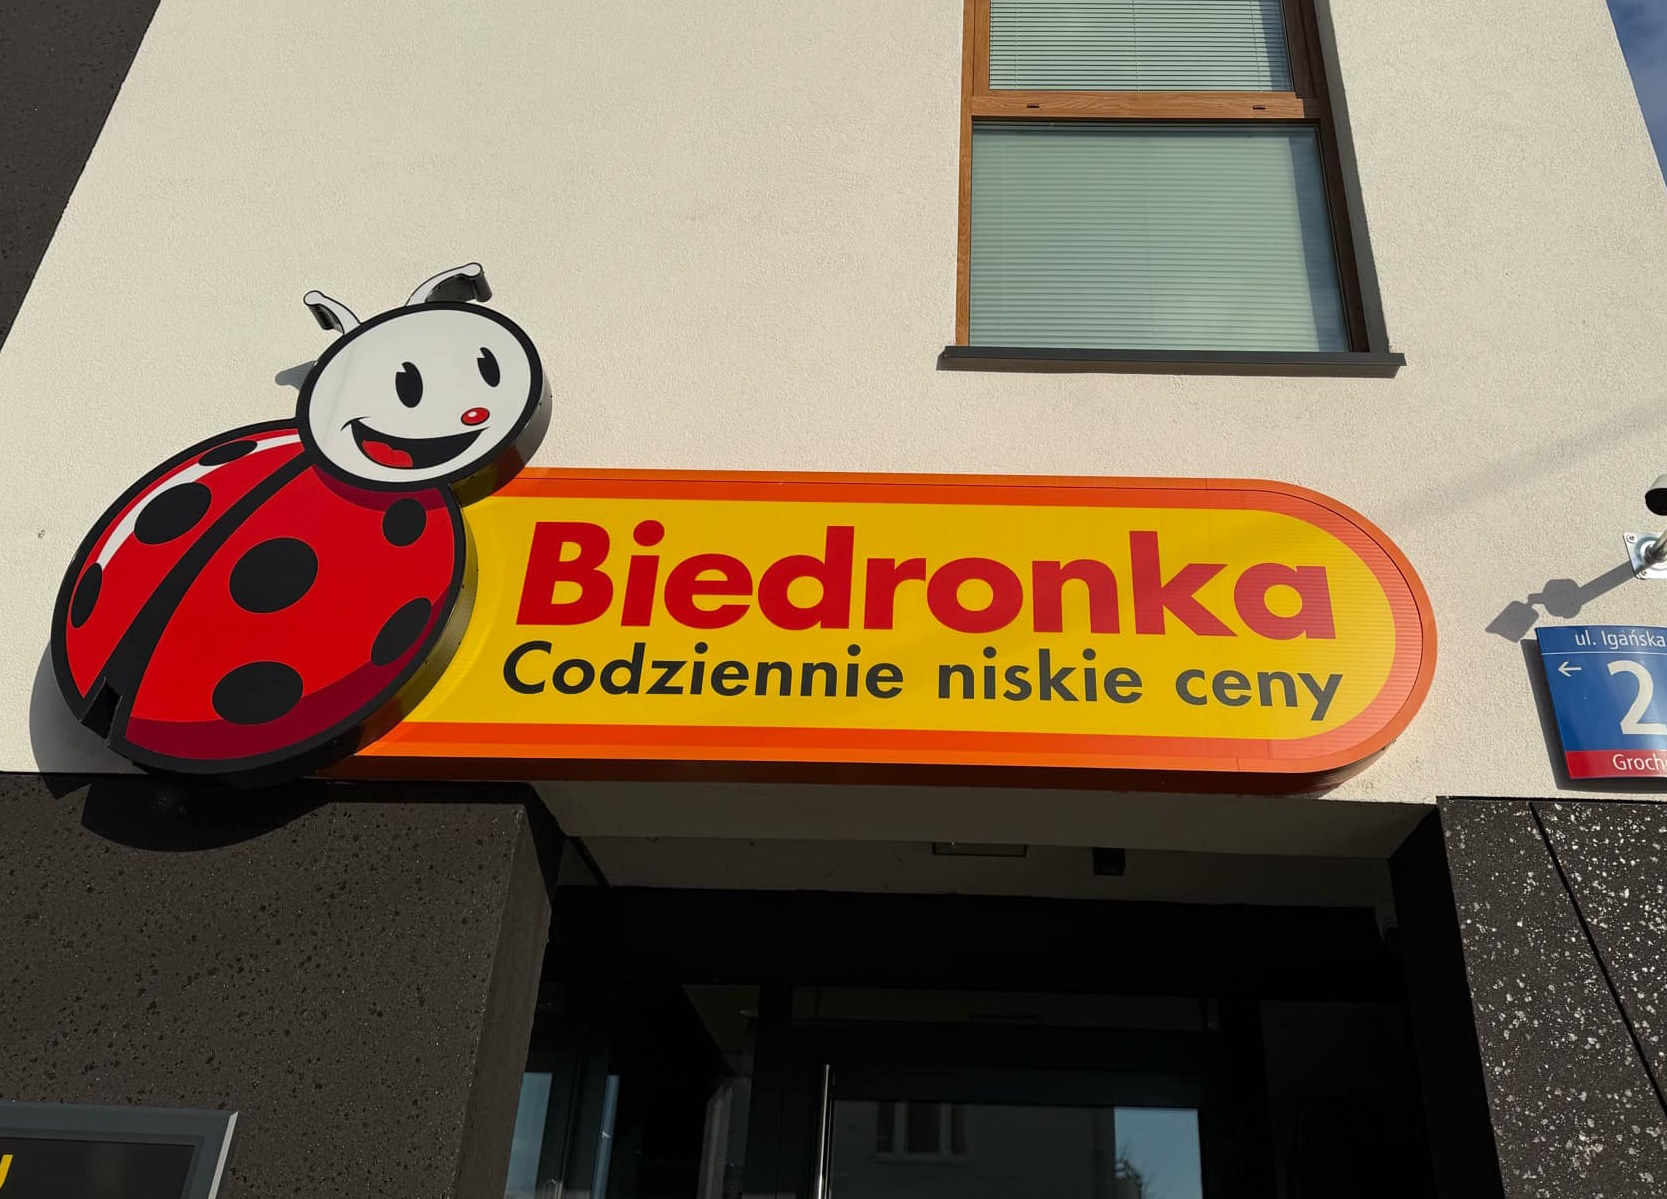 Biedronka
Codziennie niskie ceny
ul. Igańska
2